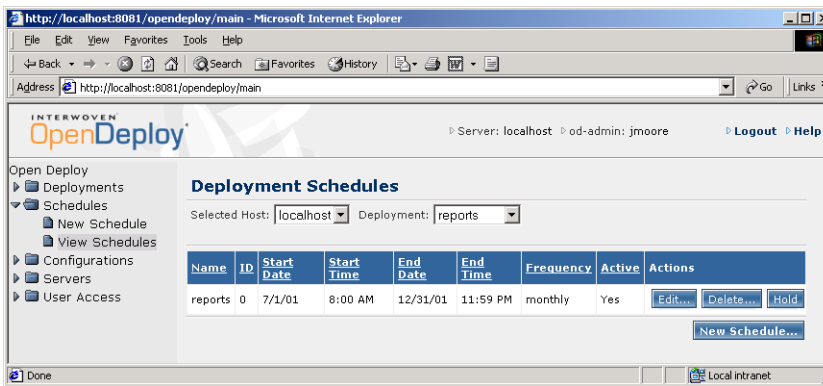 http://localhost:8081/opendeploy/main - Microsoft Internet Explorer
File Edit View Favorites Tools Help
Back Search Favorites History
Address http://localhost:8081/opendeploy/main Go Links
INTERWOVEN
OpenDeploy
Server: localhost od-admin: jmoore Logout Help
Open Deploy
Deployments
Schedules
New Schedule
View Schedules
Configurations
Servers
User Access
Deployment Schedules
Selected Host: localhost Deployment: reports
Name ID Start Date Start Time End Date End Time Frequency Active Actions
reports 0 7/1/01 8:00 AM 12/31/01 11:59 PM monthly Yes Edit... Delete... Hold
New Schedule...
Done Local intranet